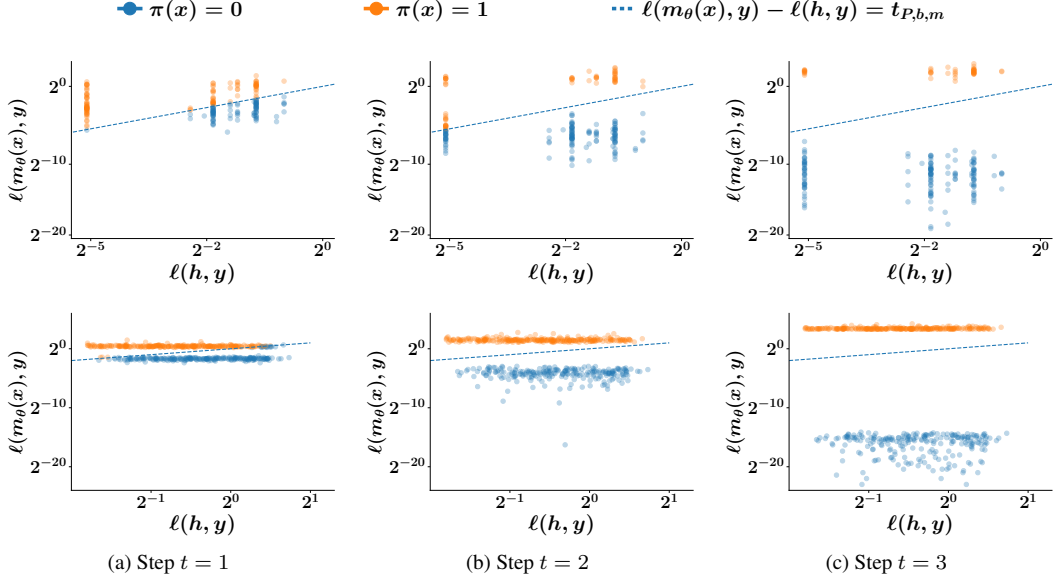 π(x) = 0 π(x) = 1 ℓ(m_θ(x), y) − ℓ(h, y) = t_{P,b,m}
ℓ(m_θ(x), y)
2^0
2^{-10}
2^{-20}
2^{-5} 2^{-2} 2^0
ℓ(h, y)
ℓ(m_θ(x), y)
2^0
2^{-10}
2^{-20}
2^{-5} 2^{-2} 2^0
ℓ(h, y)
ℓ(m_θ(x), y)
2^0
2^{-10}
2^{-20}
2^{-5} 2^{-2} 2^0
ℓ(h, y)
ℓ(m_θ(x), y)
2^0
2^{-10}
2^{-20}
2^{-1} 2^0 2^1
ℓ(h, y)
(a) Step t = 1
ℓ(m_θ(x), y)
2^0
2^{-10}
2^{-20}
2^{-1} 2^0 2^1
ℓ(h, y)
(b) Step t = 2
ℓ(m_θ(x), y)
2^0
2^{-10}
2^{-20}
2^{-1} 2^0 2^1
ℓ(h, y)
(c) Step t = 3